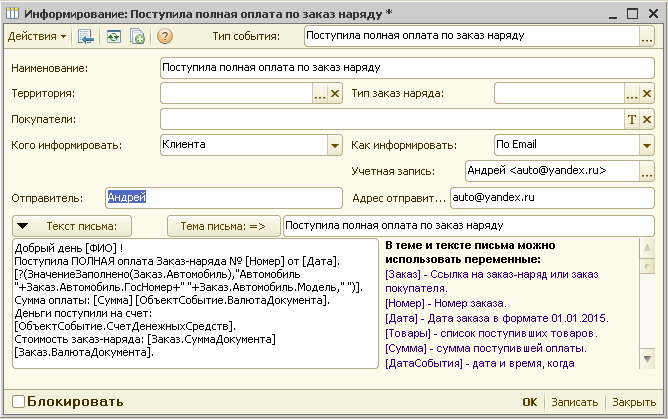 Информирование: Поступила полная оплата по заказ наряду *
Действия Тип события: Поступила полная оплата по заказ наряду ...
Наименование: Поступила полная оплата по заказ наряду
Территория: ... Тип заказ наряда: ...
Покупатели: T
Кого информировать: Клиента Как информировать: По Email
Учетная запись: Андрей <auto@yandex.ru> ...
Отправитель: Андрей Адрес отправит... auto@yandex.ru
Текст письма: Тема письма: => Поступила полная оплата по заказ наряду
Добрый день [ФИО] !
Поступила ПОЛНАЯ оплата Заказ-наряда № [Номер] от [Дата].
[?(ЗначениеЗаполнено(Заказ.Автомобиль),"Автомобиль
"+Заказ.Автомобиль.ГосНомер+" "+Заказ.Автомобиль.Модель," ")].
Сумма оплаты: [Сумма] [ОбъектСобытие.ВалютаДокумента].
Деньги поступили на счет:
[ОбъектСобытие.СчетДенежныхСредств].
Стоимость заказ-наряда: [Заказ.СуммаДокумента]
[Заказ.ВалютаДокумента].
В теме и тексте письма можно
использовать переменные:
[Заказ] - Ссылка на заказ-наряд или заказ
покупателя.
[Номер] - Номер заказа.
[Дата] - Дата заказа в формате 01.01.2015.
[Товары] - список поступивших товаров.
[Сумма] - сумма поступившей оплаты.
[ДатаСобытия] - дата и время, когда
Блокировать ОК Записать Закрыть